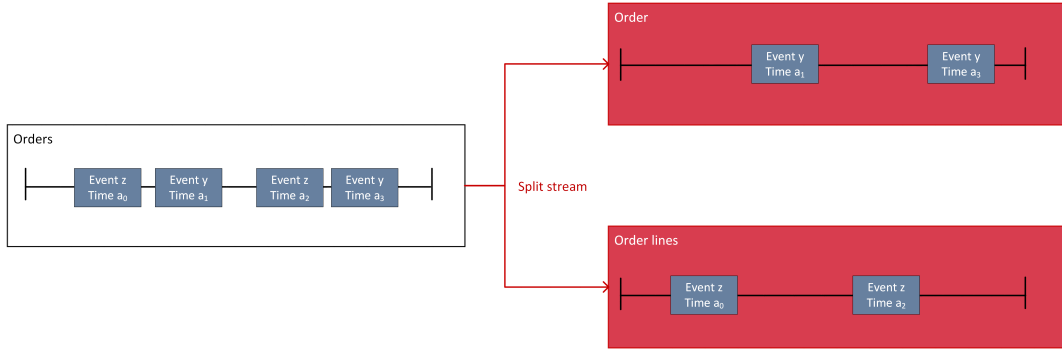 Orders
Event z
Time a₀
Event y
Time a₁
Event z
Time a₂
Event y
Time a₃
Split stream
Order
Event y
Time a₁
Event y
Time a₃
Order lines
Event z
Time a₀
Event z
Time a₂